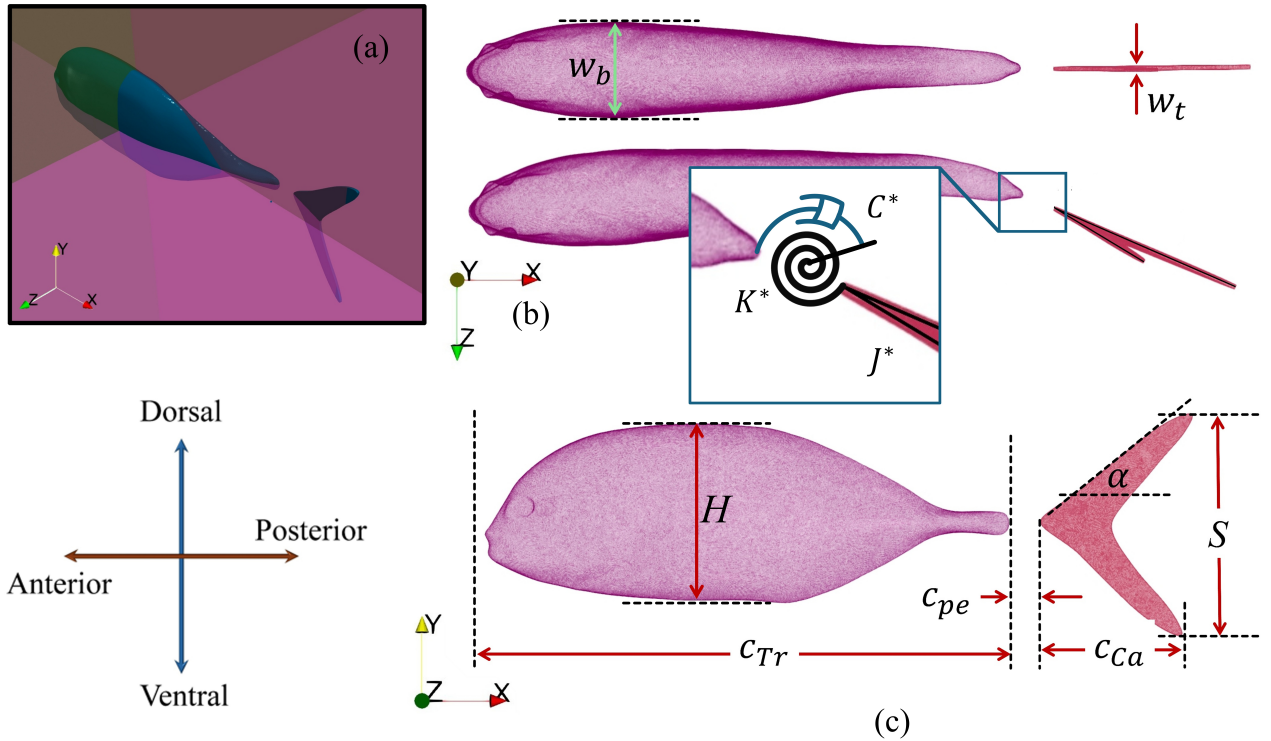 (a)
Y
Z
X
w_b
w_t
Y
X
(b)
Z
C*
K*
J*
Dorsal
Posterior
Anterior
Ventral
H
α
S
c_pe
c_Tr
c_Ca
Y
Z
X
(c)